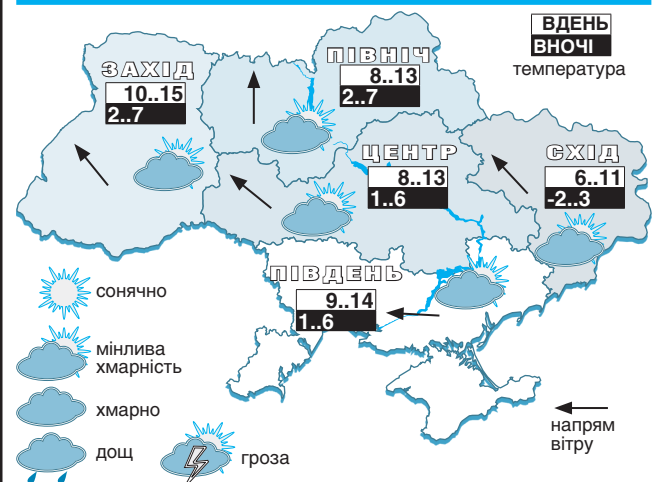 ВДЕНЬ
ВНОЧІ
температура
ЗАХІД
10..15
2..7
ПІВНІЧ
8..13
2..7
ЦЕНТР
8..13
1..6
СХІД
6..11
-2..3
ПІВДЕНЬ
9..14
1..6
сонячно
мінлива
хмарність
хмарно
дощ
гроза
напрям
вітру